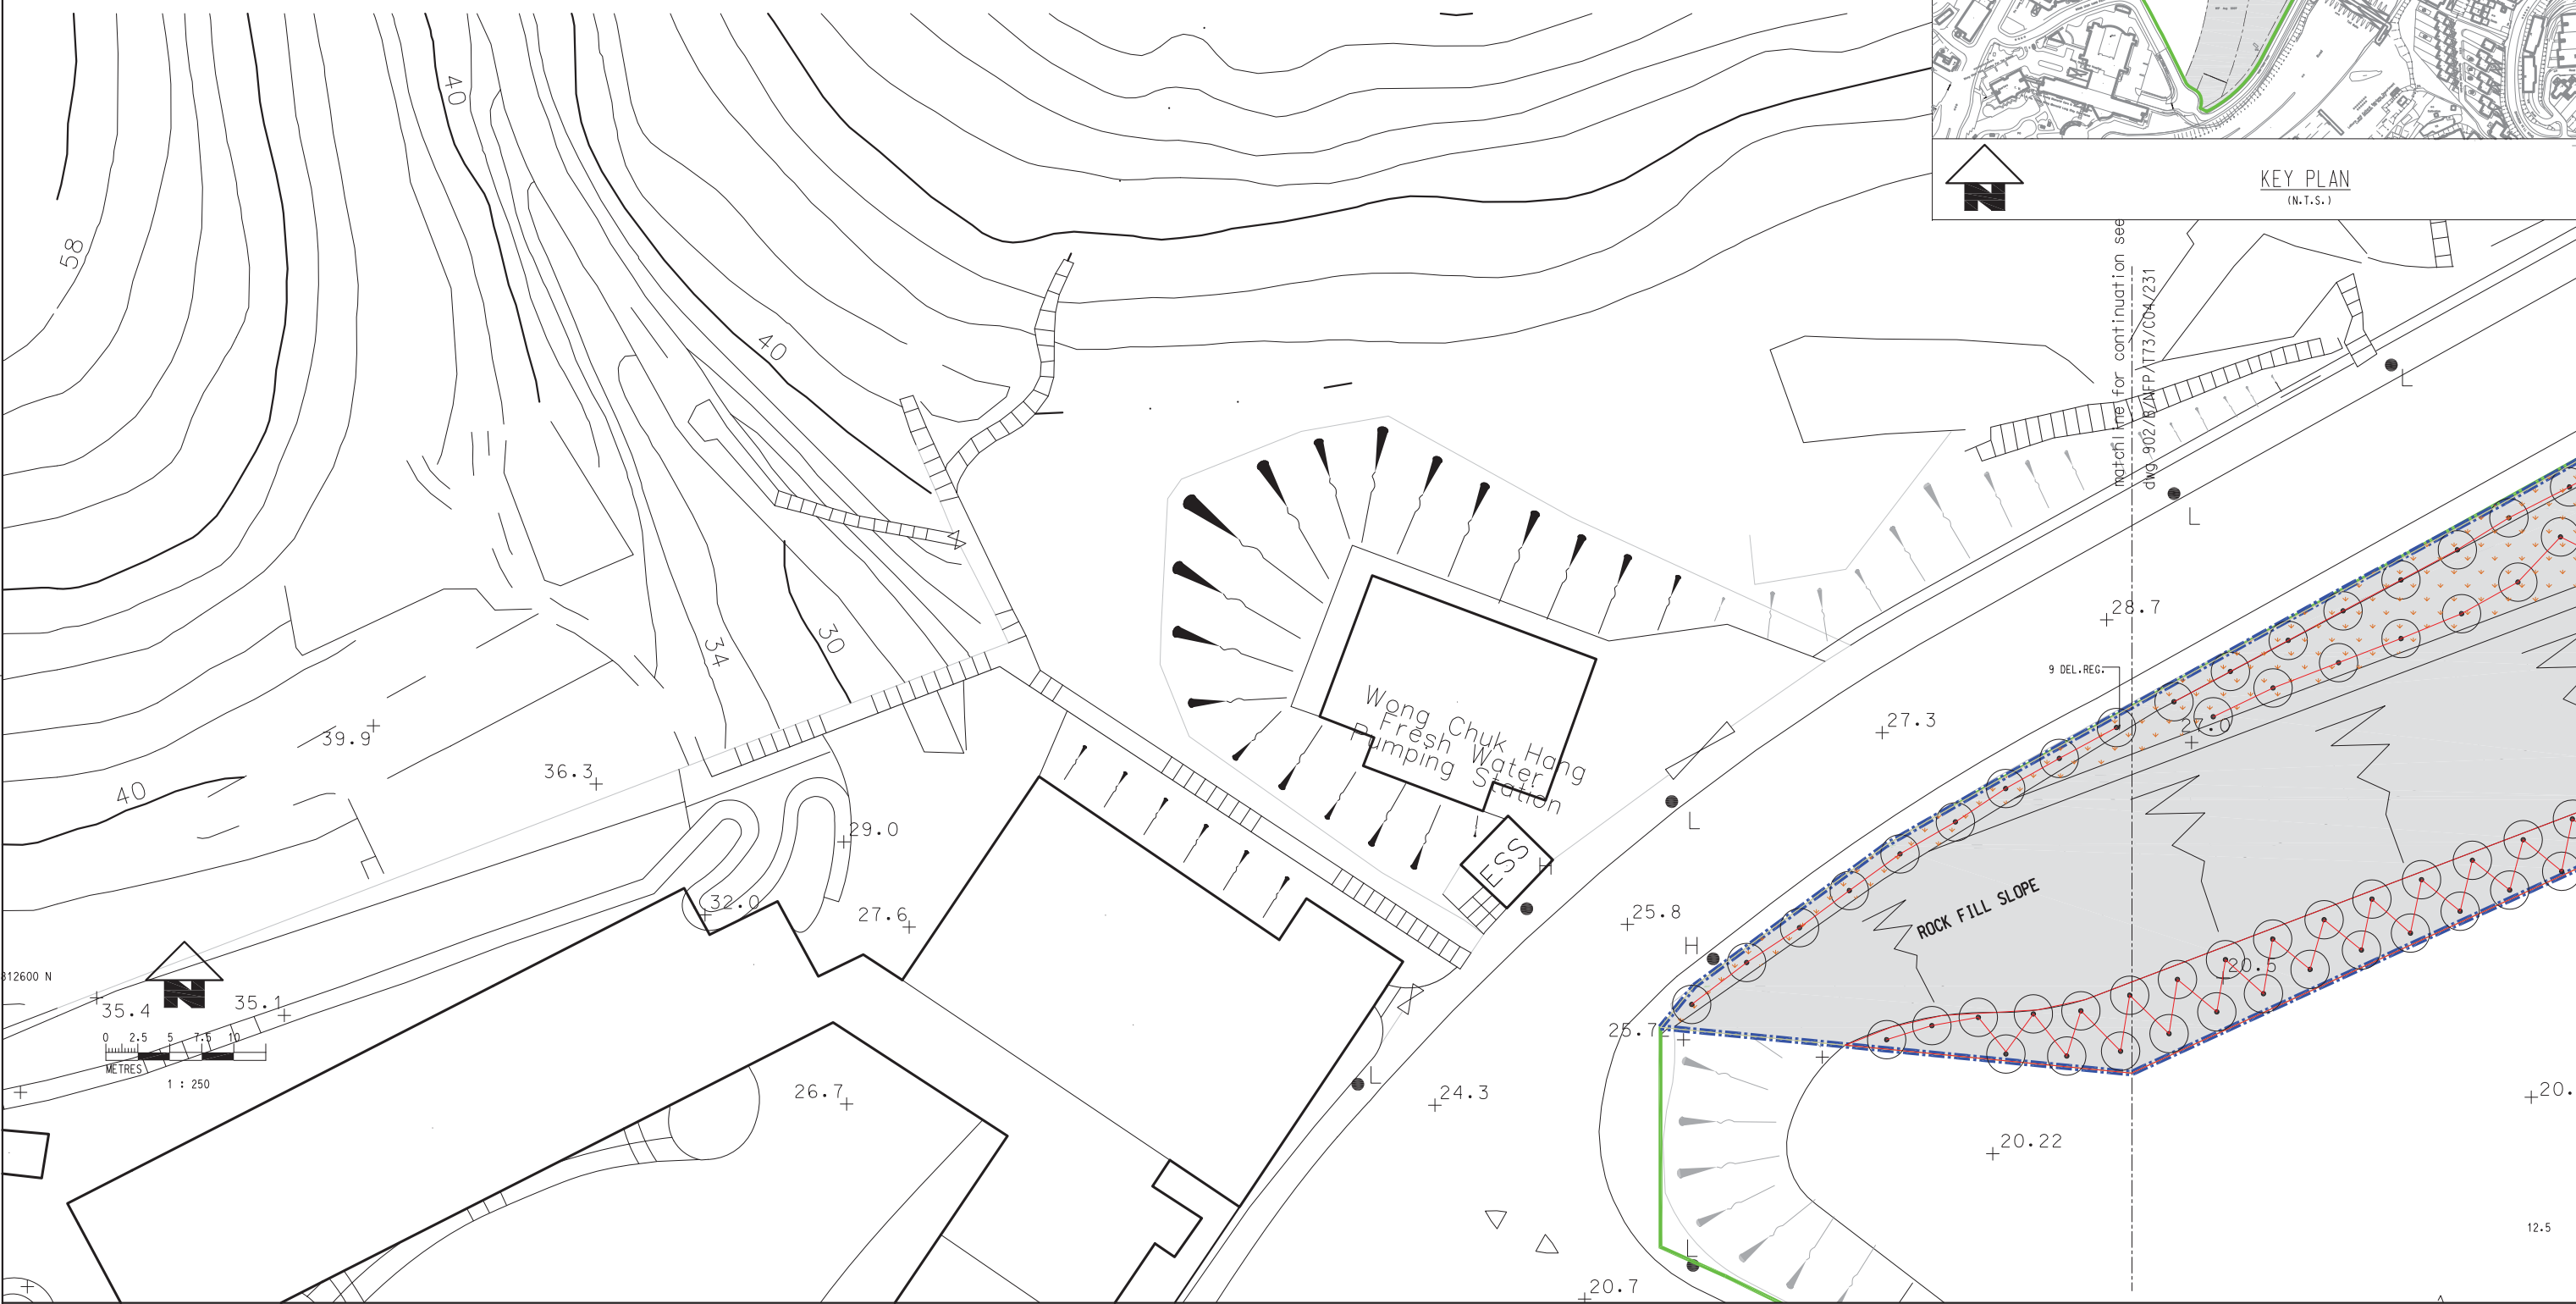 KEY PLAN
(N.T.S.)
N
match line for continuation see
dwg 902/B/NFP/T73/C04/231
40
58
40
L
L
28.7
9 DEL.REG.
34
30
27.0
27.3
39.9
36.3
40
Wong Chuk Hang
Fresh Water
Pumping Station
L
29.0
ESS
H
32.0
27.6
25.8
ROCK FILL SLOPE
H
20.5
812600 N
N
35.4
35.1
25.7
0 2.5 5 7.5 10
METRES
1 : 250
L
26.7
24.3
20.
20.22
12.5
L
20.7